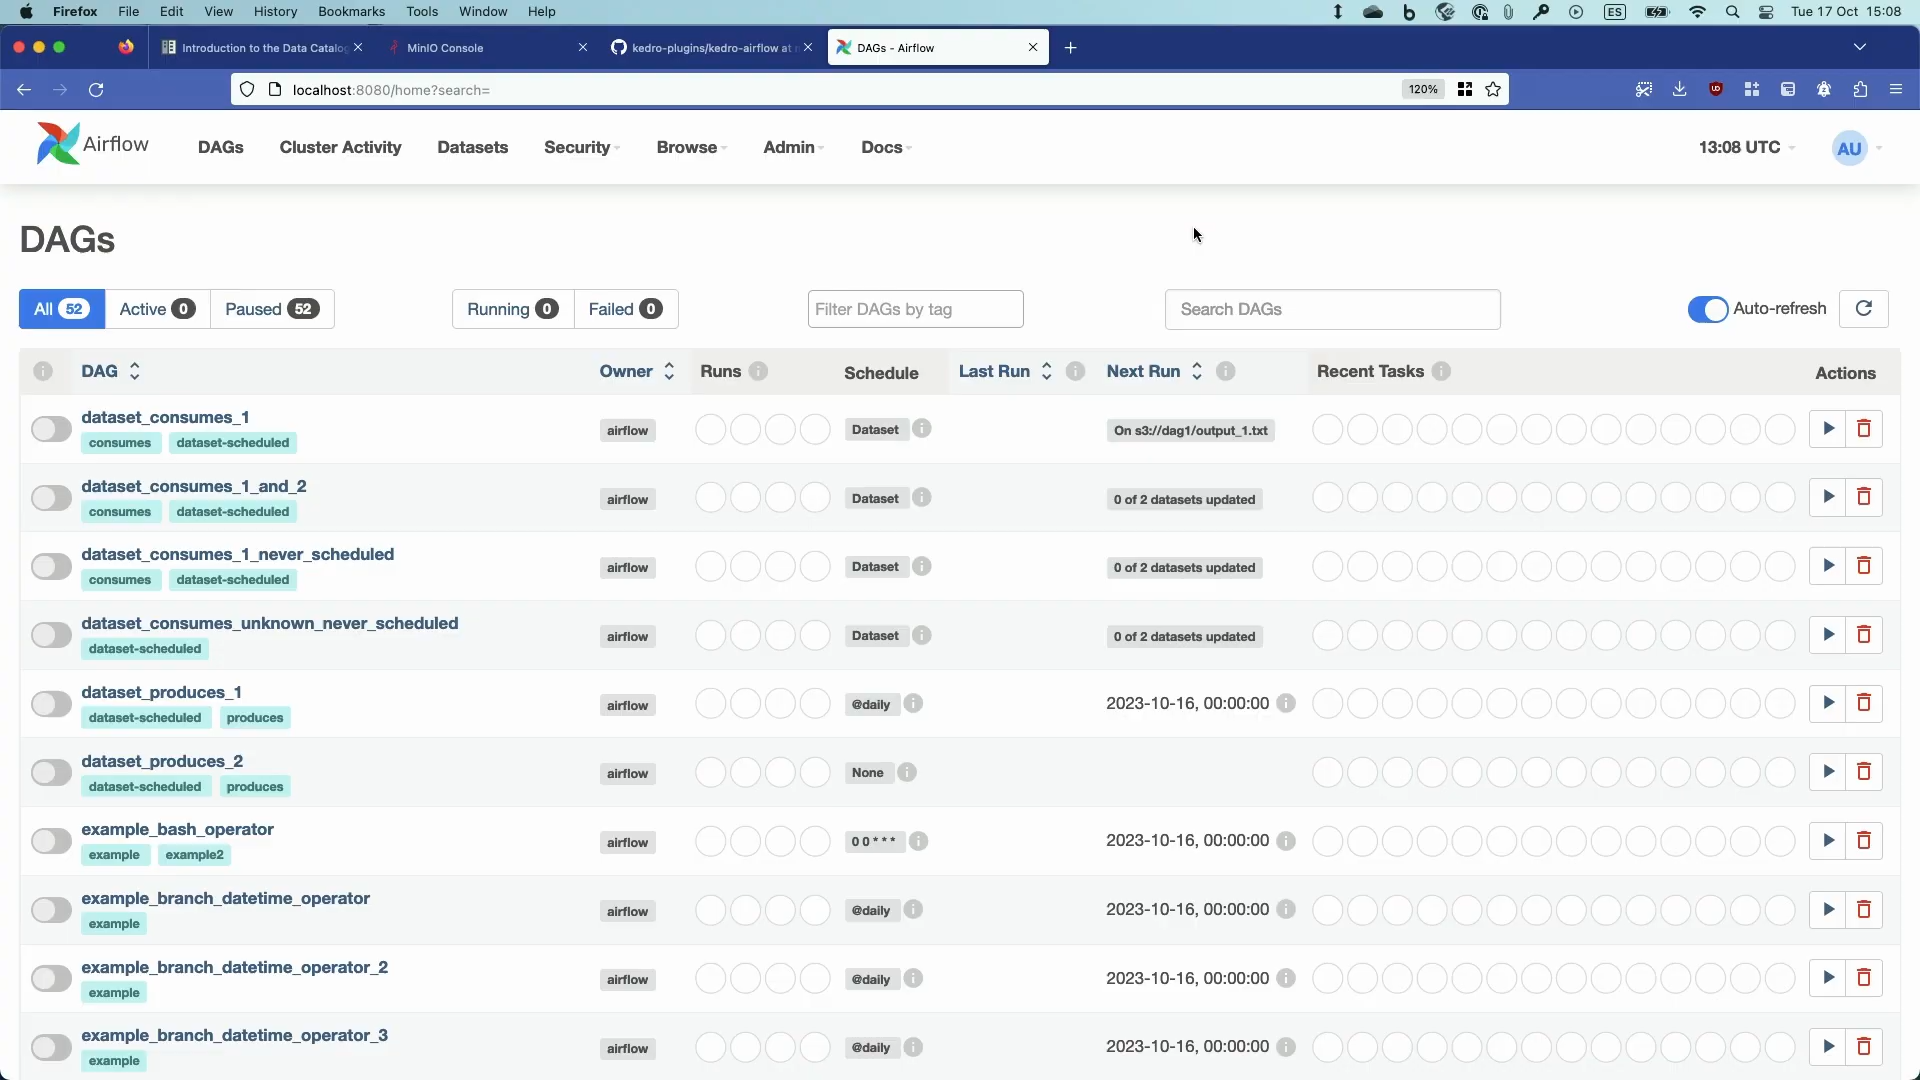 Firefox File Edit View History Bookmarks Tools Window Help ES Tue 17 Oct 15:08
Introduction to the Data Catalog MinIO Console kedro-plugins/kedro-airflow at DAGs - Airflow
localhost:8080/home?search= 120%
Airflow DAGs Cluster Activity Datasets Security Browse Admin Docs 13:08 UTC AU
DAGs
All 52 Active 0 Paused 52 Running 0 Failed 0 Filter DAGs by tag Search DAGs Auto-refresh
DAG Owner Runs Schedule Last Run Next Run Recent Tasks Actions
dataset_consumes_1
consumes dataset-scheduled airflow Dataset On s3://dag1/output_1.txt
dataset_consumes_1_and_2
consumes dataset-scheduled airflow Dataset 0 of 2 datasets updated
dataset_consumes_1_never_scheduled
consumes dataset-scheduled airflow Dataset 0 of 2 datasets updated
dataset_consumes_unknown_never_scheduled
dataset-scheduled airflow Dataset 0 of 2 datasets updated
dataset_produces_1
dataset-scheduled produces airflow @daily 2023-10-16, 00:00:00
dataset_produces_2
dataset-scheduled produces airflow None
example_bash_operator
example example2 airflow 0 0 * * * 2023-10-16, 00:00:00
example_branch_datetime_operator
example airflow @daily 2023-10-16, 00:00:00
example_branch_datetime_operator_2
example airflow @daily 2023-10-16, 00:00:00
example_branch_datetime_operator_3
example airflow @daily 2023-10-16, 00:00:00